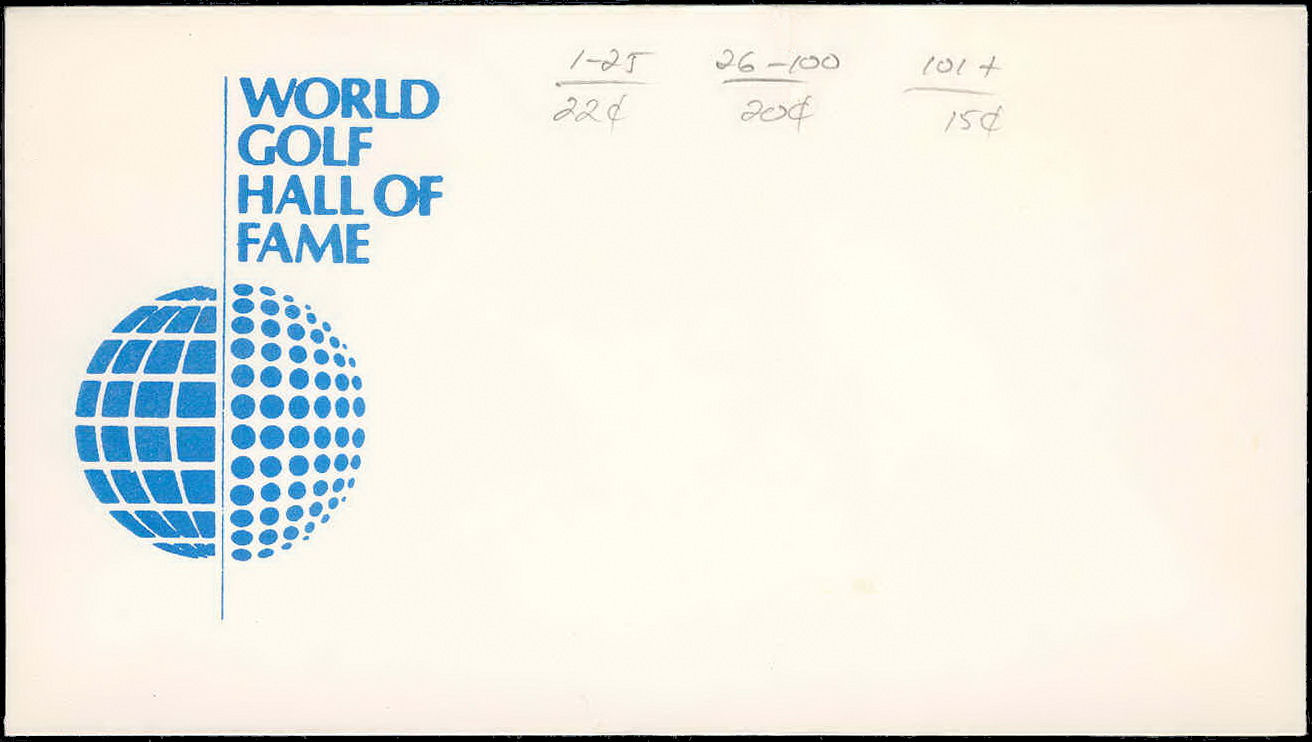 WORLD
GOLF
HALL OF
FAME
1-25 26-100 101+
22¢ 20¢ 15¢